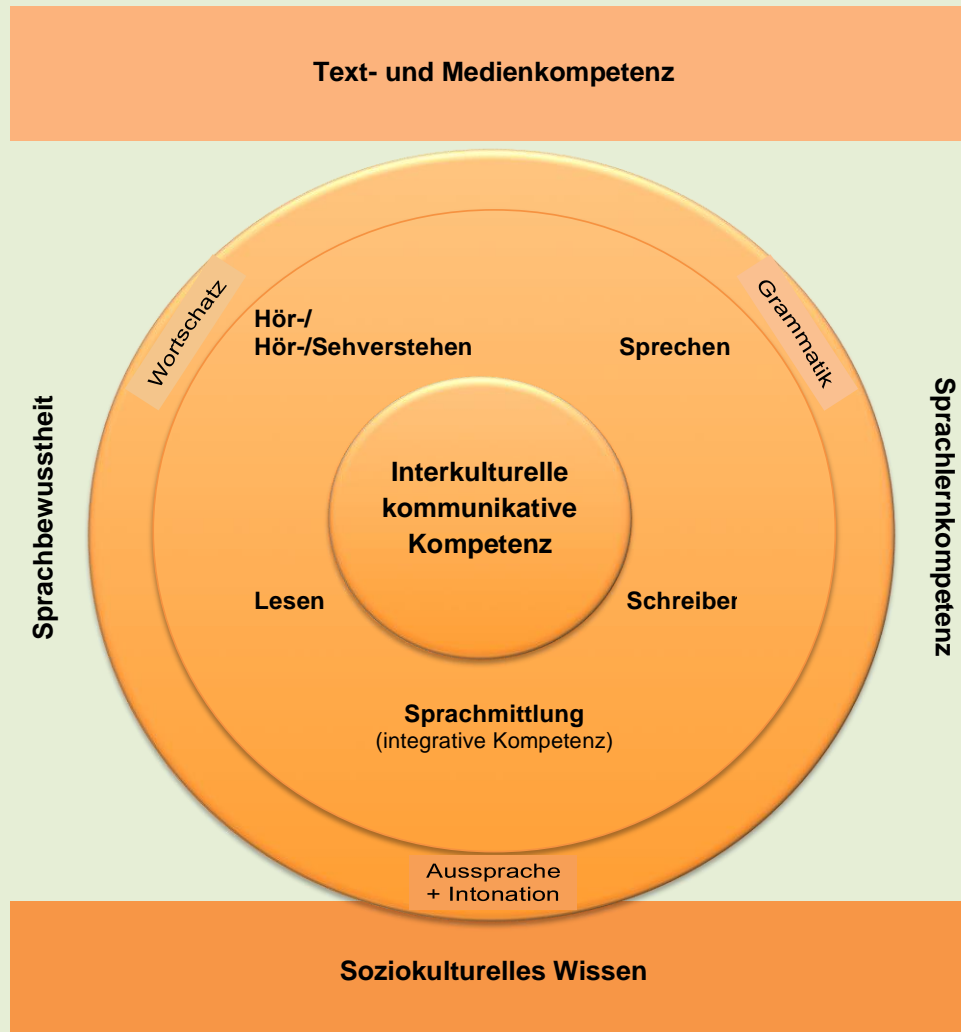 Text- und Medienkompetenz
Wortschatz
Grammatik
Hör-/
Hör-/Sehverstehen
Sprechen
Sprachbewusstheit
Sprachlernkompetenz
Interkulturelle
kommunikative
Kompetenz
Lesen
Schreiber
Sprachmittlung
(integrative Kompetenz)
Aussprache
+ Intonation
Soziokulturelles Wissen